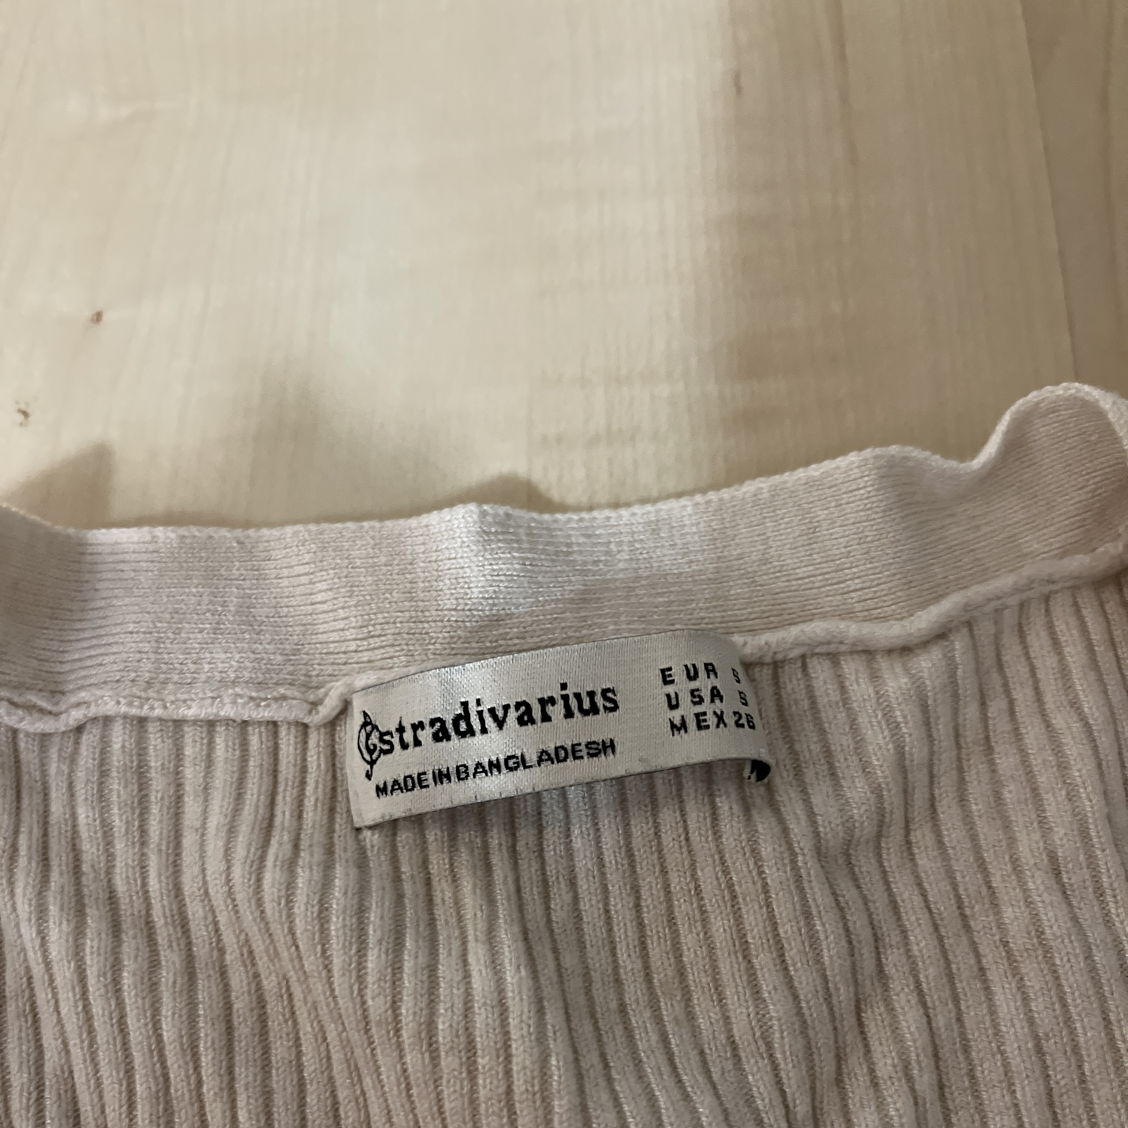 stradivarius
MADE IN BANGLADESH
EUR S
USA S
MEX 26